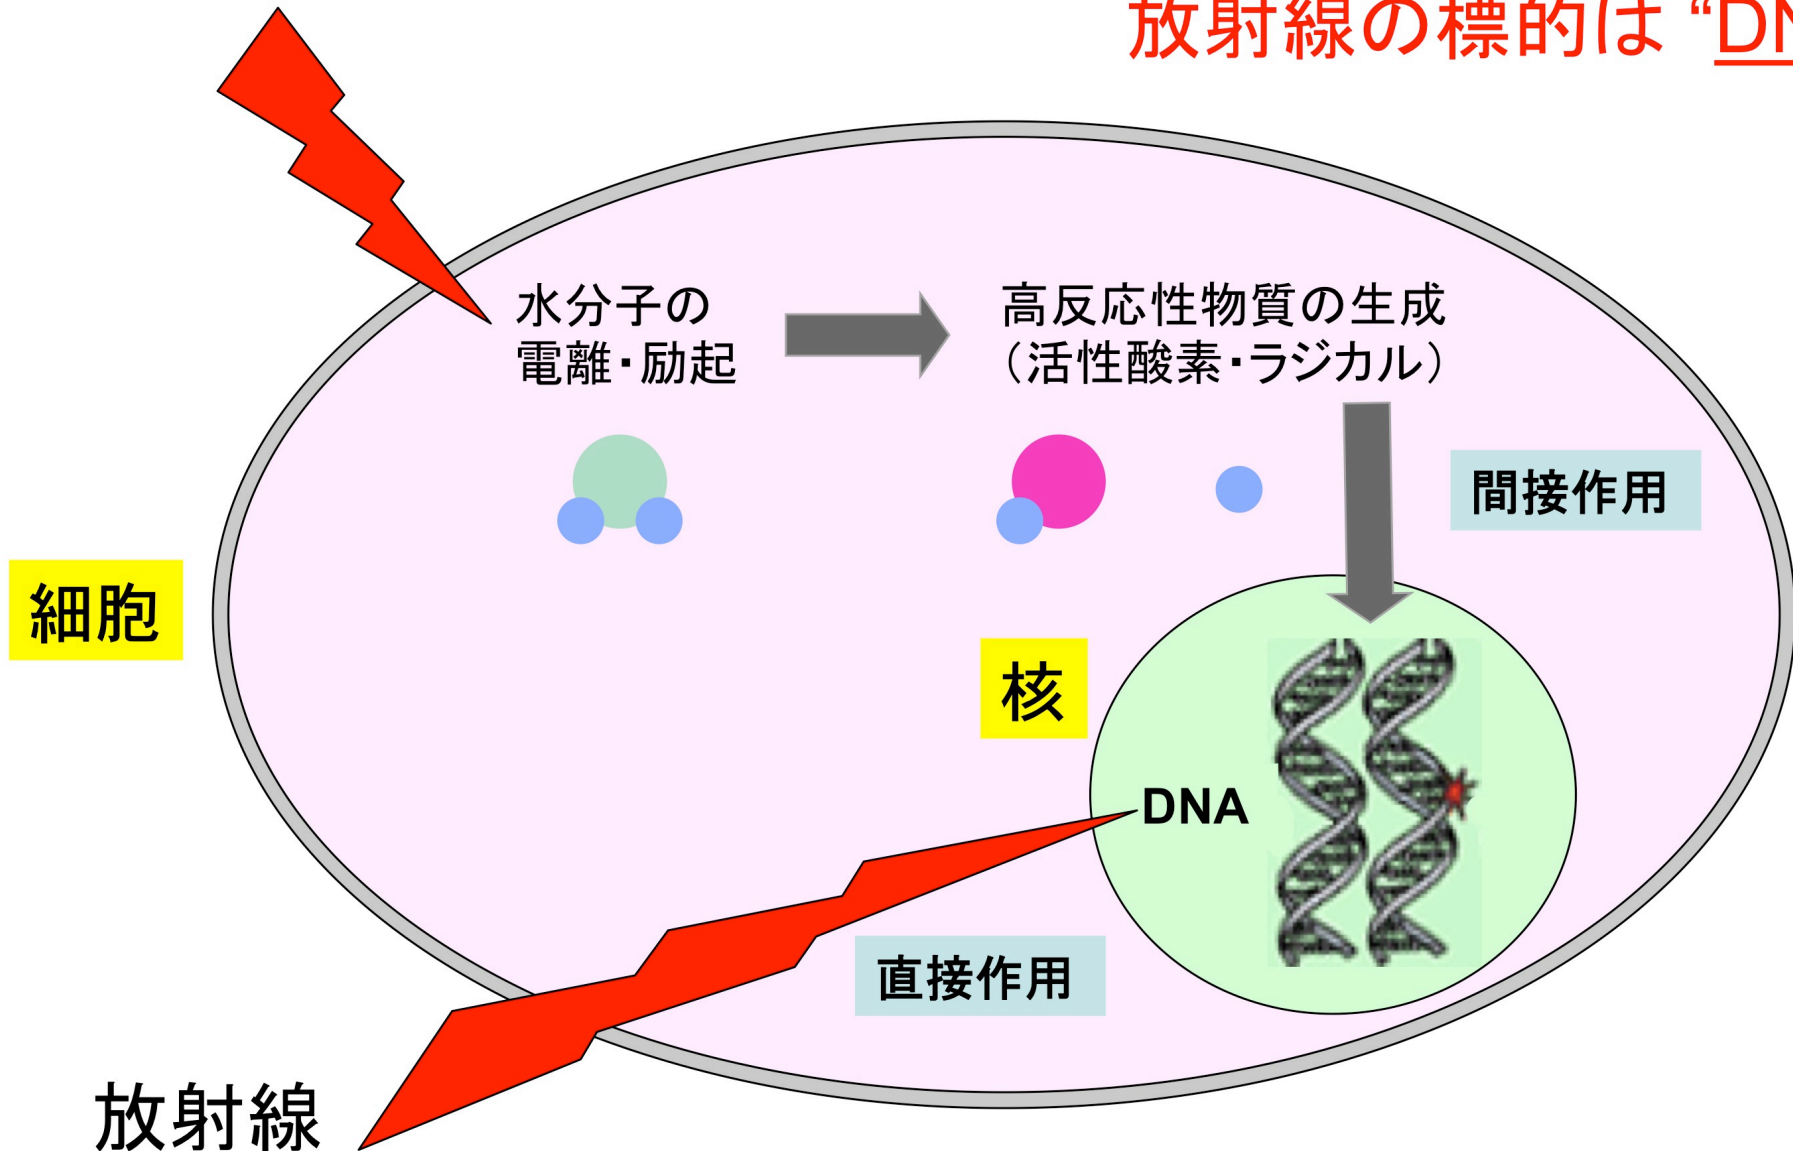 放射線の標的は “DN
水分子の
電離・励起
高反応性物質の生成
（活性酸素・ラジカル）
間接作用
細胞
核
DNA
直接作用
放射線